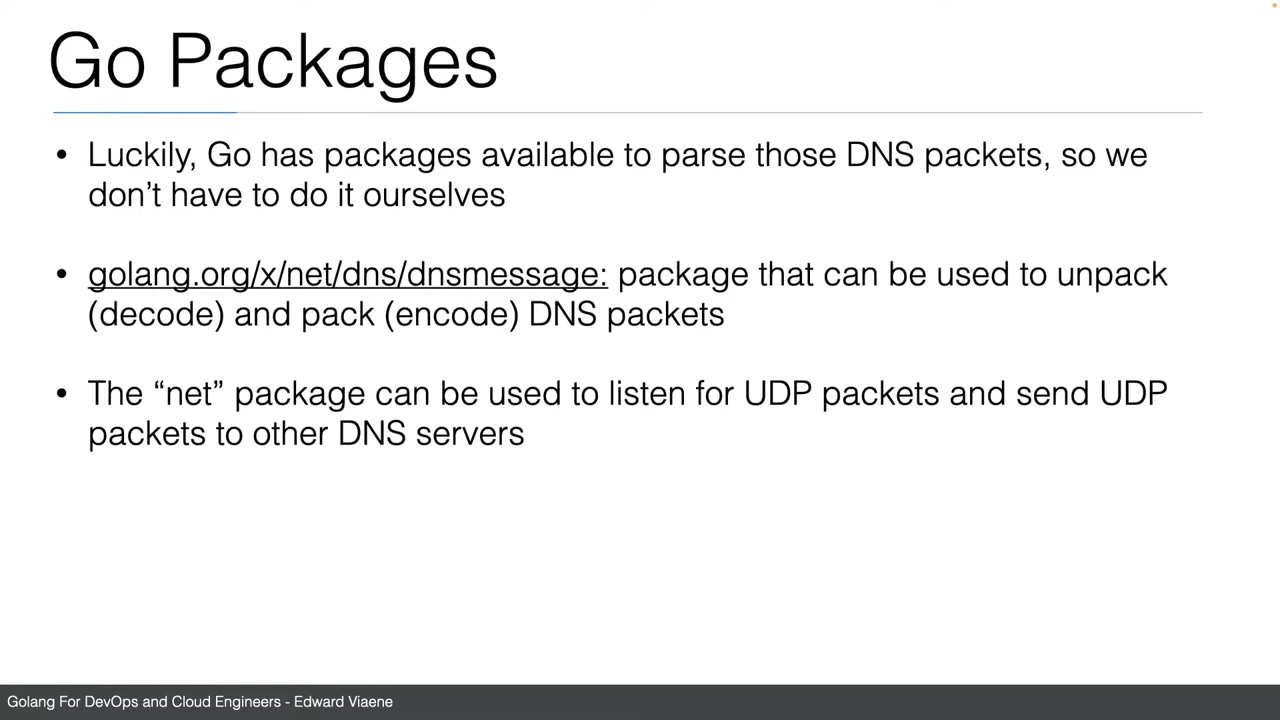 Go Packages
• Luckily, Go has packages available to parse those DNS packets, so we
don’t have to do it ourselves
• golang.org/x/net/dns/dnsmessage: package that can be used to unpack
(decode) and pack (encode) DNS packets
• The “net” package can be used to listen for UDP packets and send UDP
packets to other DNS servers
Golang For DevOps and Cloud Engineers - Edward Viaene